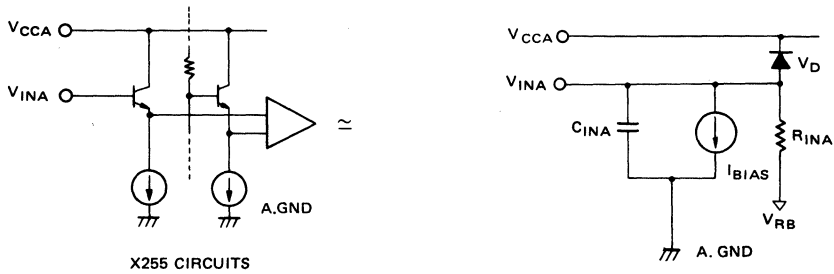 VCCA
VINA
A.GND
≃
X255 CIRCUITS
VCCA
VD
VINA
CINA
IBIAS
RINA
VRB
A. GND